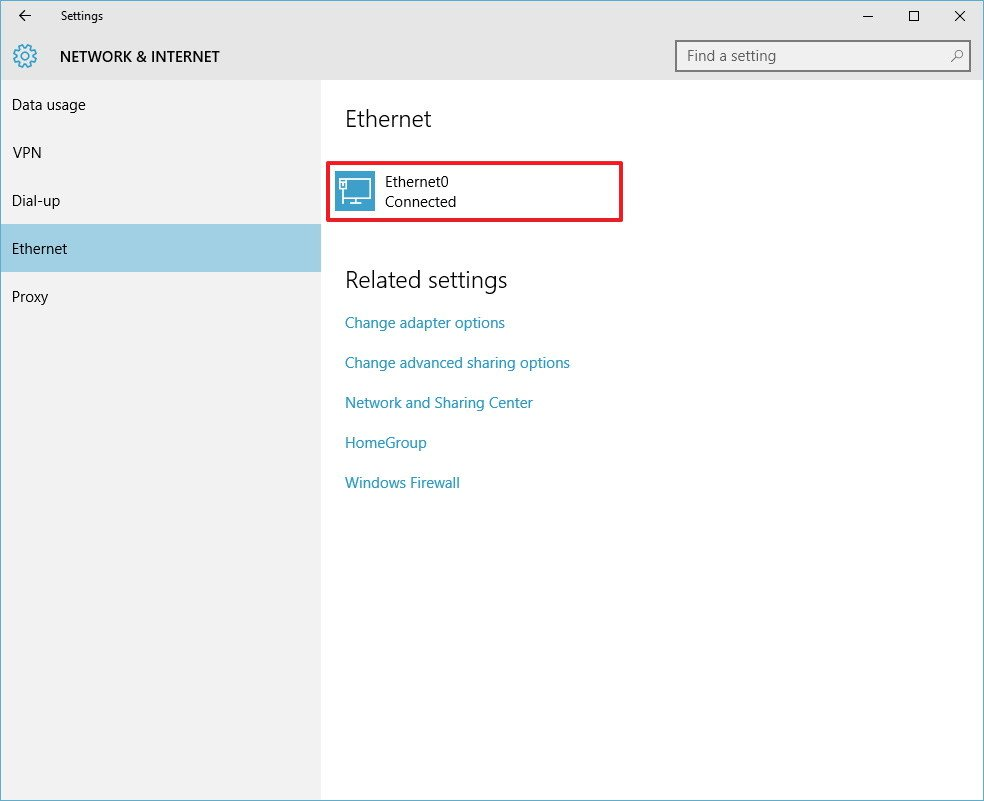 Settings
NETWORK & INTERNET
Find a setting
Data usage
VPN
Dial-up
Ethernet
Proxy
Ethernet
Ethernet0
Connected
Related settings
Change adapter options
Change advanced sharing options
Network and Sharing Center
HomeGroup
Windows Firewall